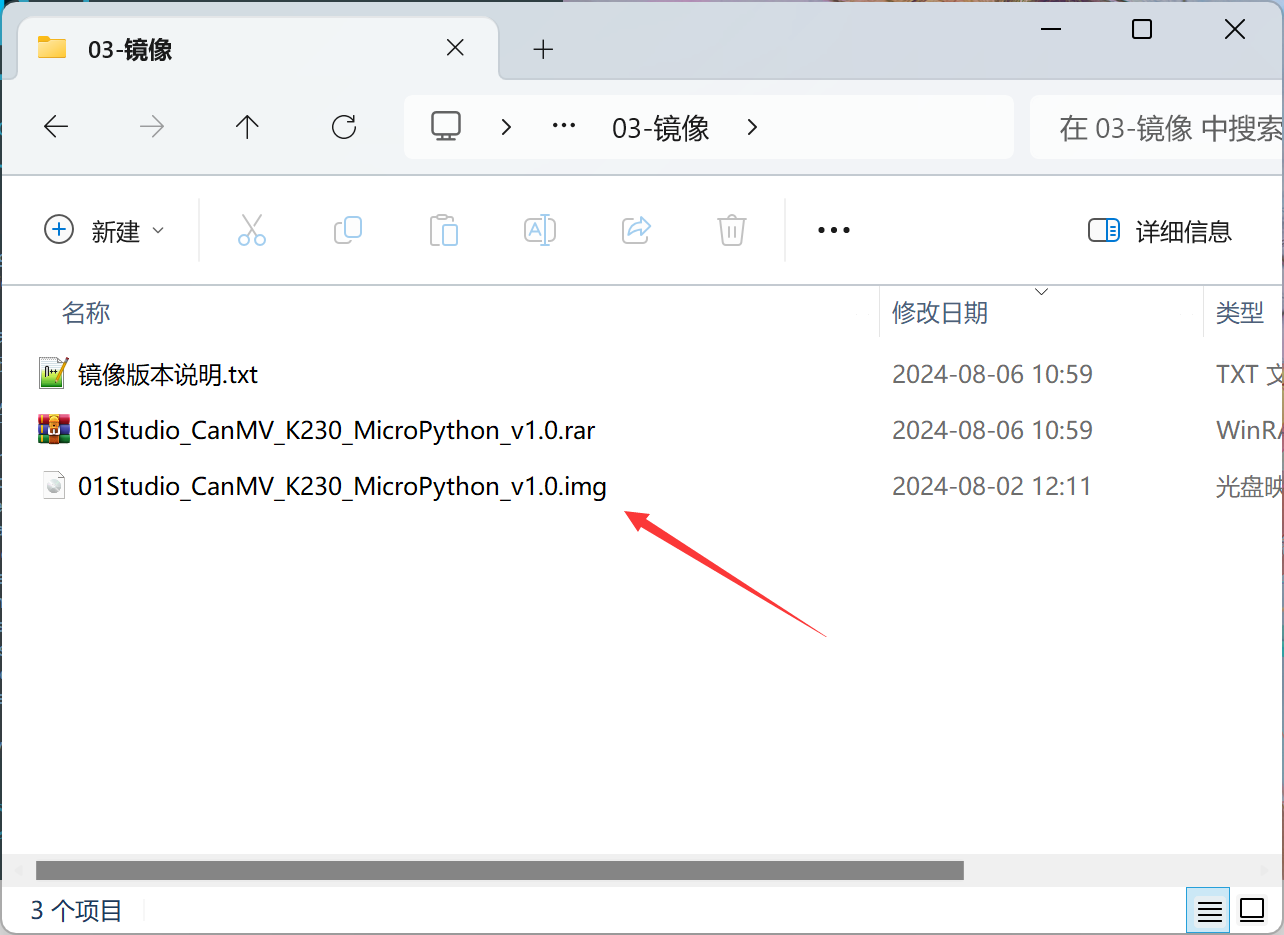 03-镜像
03-镜像
在 03-镜像 中搜索
新建
详细信息
名称 修改日期 类型
镜像版本说明.txt 2024-08-06 10:59 TXT 文
01Studio_CanMV_K230_MicroPython_v1.0.rar 2024-08-06 10:59 WinRA
01Studio_CanMV_K230_MicroPython_v1.0.img 2024-08-02 12:11 光盘映
3 个项目